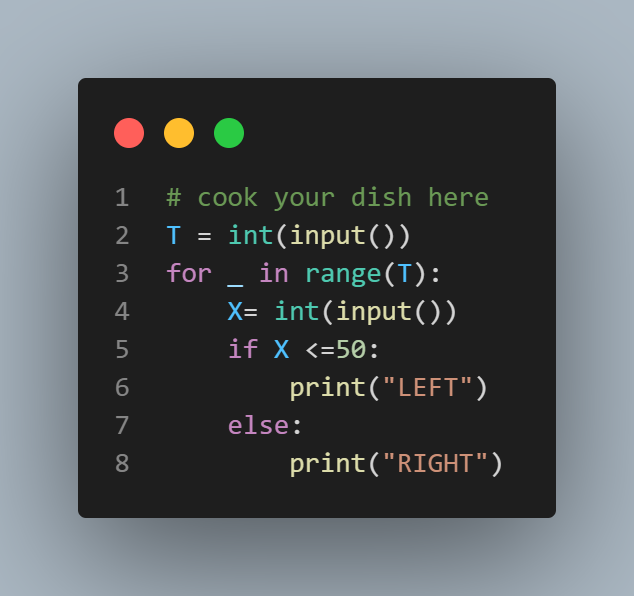 1 # cook your dish here
2 T = int(input())
3 for _ in range(T):
4     X= int(input())
5     if X <=50:
6         print("LEFT")
7     else:
8         print("RIGHT")